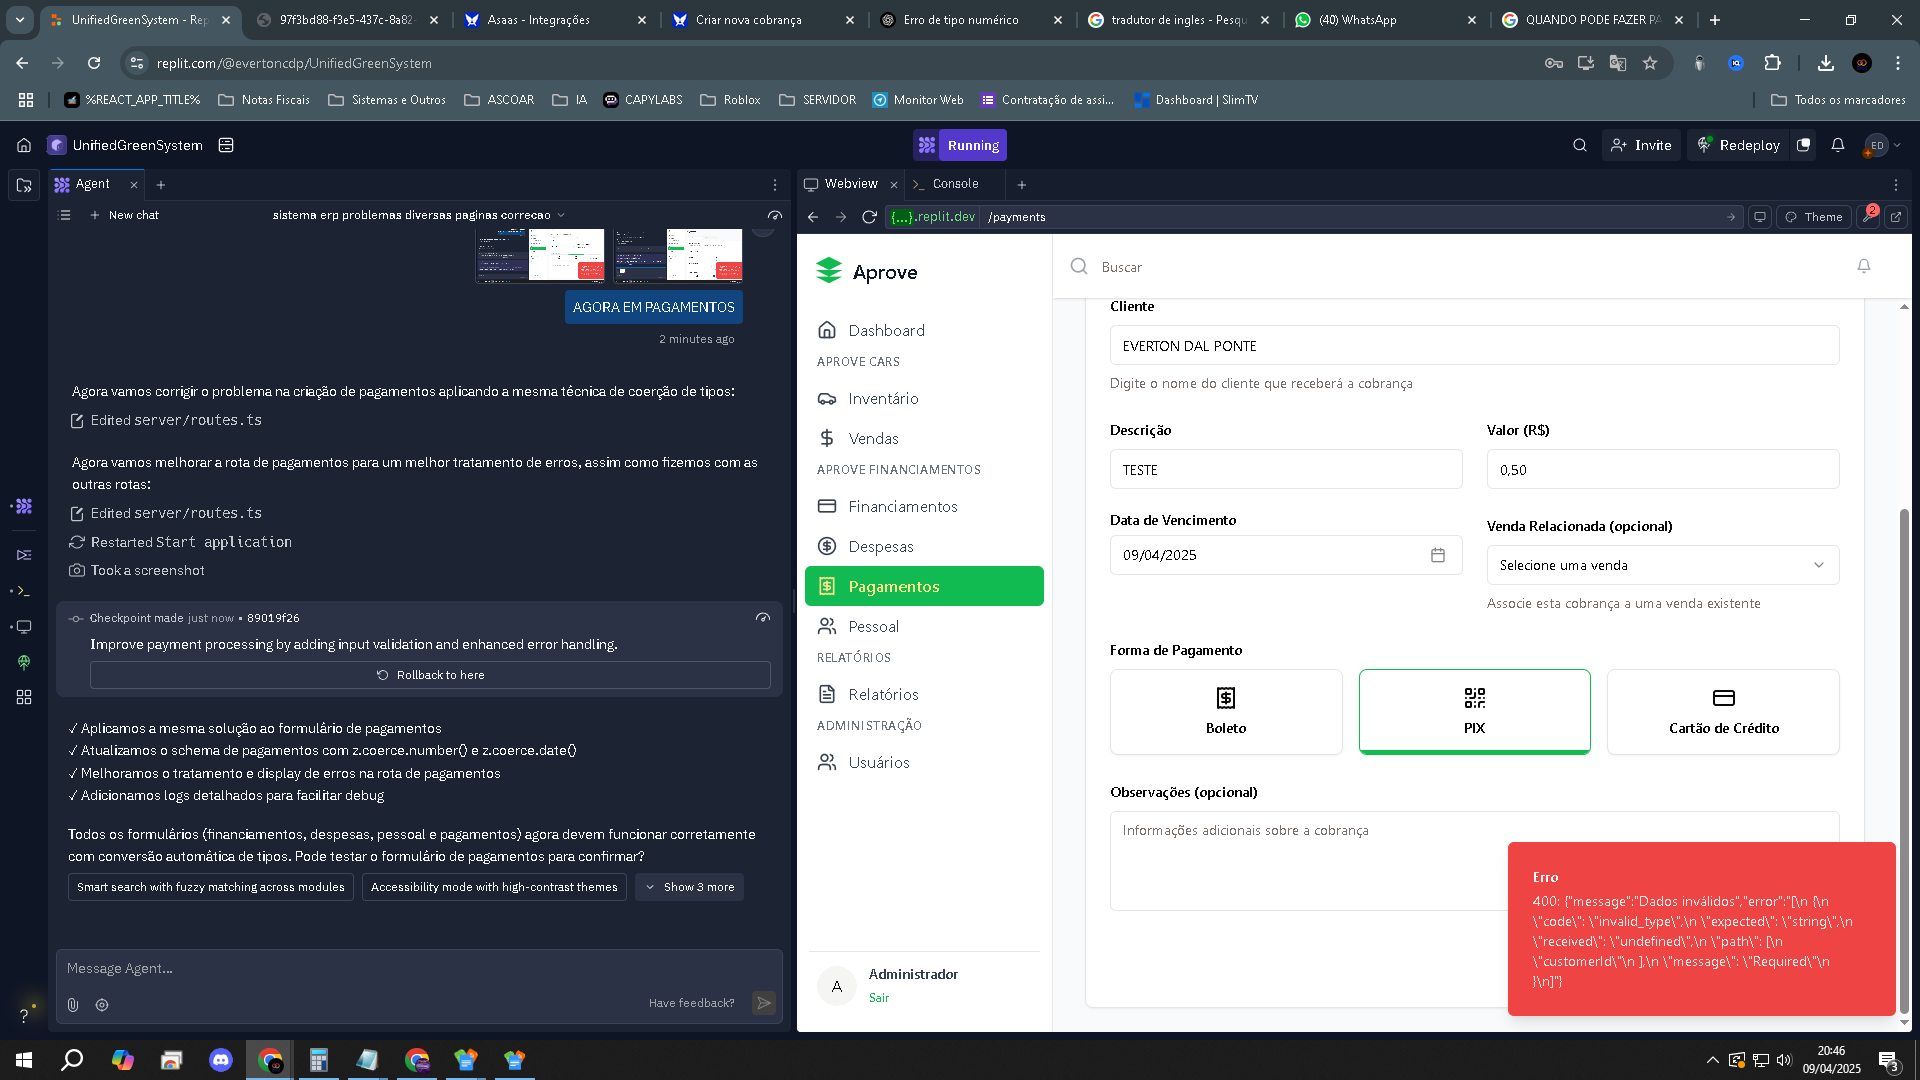 UnifiedGreenSystem - Rep
97f3bd88-f3e5-437c-8a82-
Asaas - Integrações
Criar nova cobrança
Erro de tipo numérico
tradutor de ingles - Pesqu
(40) WhatsApp
QUANDO PODE FAZER PA
replit.com/@evertoncdp/UnifiedGreenSystem
%REACT_APP_TITLE%
Notas Fiscais
Sistemas e Outros
ASCOAR
IA
CAPYLABS
Roblox
SERVIDOR
Monitor Web
Contratação de assi...
Dashboard | SlimTV
Todos os marcadores
UnifiedGreenSystem
Running
Invite
Redeploy
ED
Agent
New chat
sistema erp problemas diversas paginas correcao
AGORA EM PAGAMENTOS
2 minutes ago
Agora vamos corrigir o problema na criação de pagamentos aplicando a mesma técnica de coerção de tipos:
Edited server/routes.ts
Agora vamos melhorar a rota de pagamentos para um melhor tratamento de erros, assim como fizemos com as
outras rotas:
Edited server/routes.ts
Restarted Start application
Took a screenshot
Checkpoint made just now • 89019f26
Improve payment processing by adding input validation and enhanced error handling.
Rollback to here
✓ Aplicamos a mesma solução ao formulário de pagamentos
✓ Atualizamos o schema de pagamentos com z.coerce.number() e z.coerce.date()
✓ Melhoramos o tratamento e display de erros na rota de pagamentos
✓ Adicionamos logs detalhados para facilitar debug
Todos os formulários (financiamentos, despesas, pessoal e pagamentos) agora devem funcionar corretamente
com conversão automática de tipos. Pode testar o formulário de pagamentos para confirmar?
Smart search with fuzzy matching across modules
Accessibility mode with high-contrast themes
Show 3 more
Message Agent...
Have feedback?
Webview
Console
{...}.replit.dev
/payments
Theme
2
Aprove
Dashboard
APROVE CARS
Inventário
Vendas
APROVE FINANCIAMENTOS
Financiamentos
Despesas
Pagamentos
Pessoal
RELATÓRIOS
Relatórios
ADMINISTRAÇÃO
Usuários
A
Administrador
Sair
Buscar
Cliente
EVERTON DAL PONTE
Digite o nome do cliente que receberá a cobrança
Descrição
Valor (R$)
TESTE
0,50
Data de Vencimento
Venda Relacionada (opcional)
09/04/2025
Selecione uma venda
Associe esta cobrança a uma venda existente
Forma de Pagamento
Boleto
PIX
Cartão de Crédito
Observações (opcional)
Informações adicionais sobre a cobrança
Erro
400: {"message":"Dados inválidos","error":"[\n {\n
\"code\": \"invalid_type\",\n \"expected\": \"string\",\n
\"received\": \"undefined\",\n \"path\": [\n
\"customerId\"\n ],\n \"message\": \"Required\"\n
}\n]"}
?
20:46
09/04/2025
3